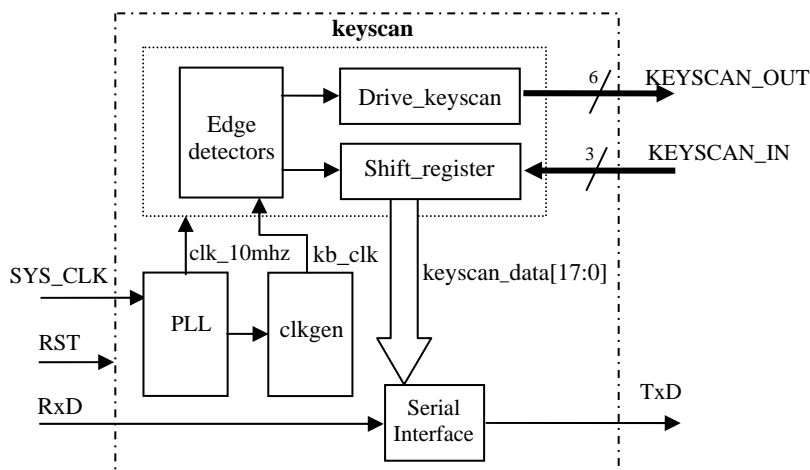 keyscan
6
KEYSCAN_OUT
Drive_keyscan
Edge
detectors
3
KEYSCAN_IN
Shift_register
clk_10mhz
kb_clk
keyscan_data[17:0]
SYS_CLK
PLL
clkgen
RST
RxD
Serial
Interface
TxD